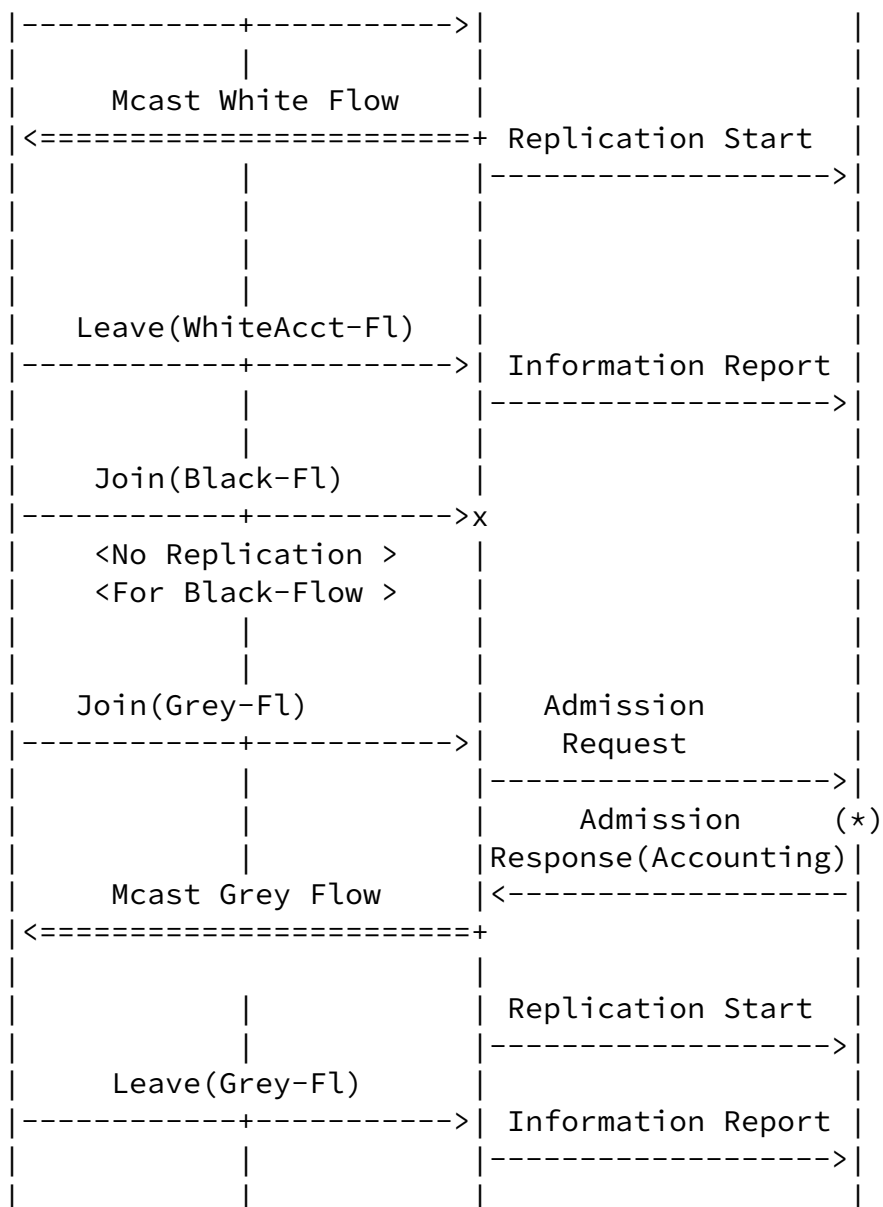 |------------+----------->|                    |
|            |            |                    |
|     Mcast White Flow    |                    |
|<========================+ Replication Start  |
|            |            |------------------->|
|            |            |                    |
|            |            |                    |
|            |            |                    |
|   Leave(WhiteAcct-Fl)   |                    |
|------------+----------->| Information Report |
|            |            |------------------->|
|            |            |                    |
|    Join(Black-Fl)       |                    |
|------------+----------->x                    |
|    <No Replication >    |                    |
|    <For Black-Flow >    |                    |
|            |            |                    |
|            |            |                    |
|   Join(Grey-Fl)         |   Admission        |
|------------+----------->|    Request         |
|            |            |------------------->|
|            |            |     Admission     (*)
|            |            |Response(Accounting)|
|     Mcast Grey Flow     |<-------------------|
|<========================+                    |
|                         |                    |
|            |            | Replication Start  |
|            |            |------------------->|
|     Leave(Grey-Fl)      |                    |
|------------+----------->| Information Report |
|            |            |------------------->|
|            |            |                    |